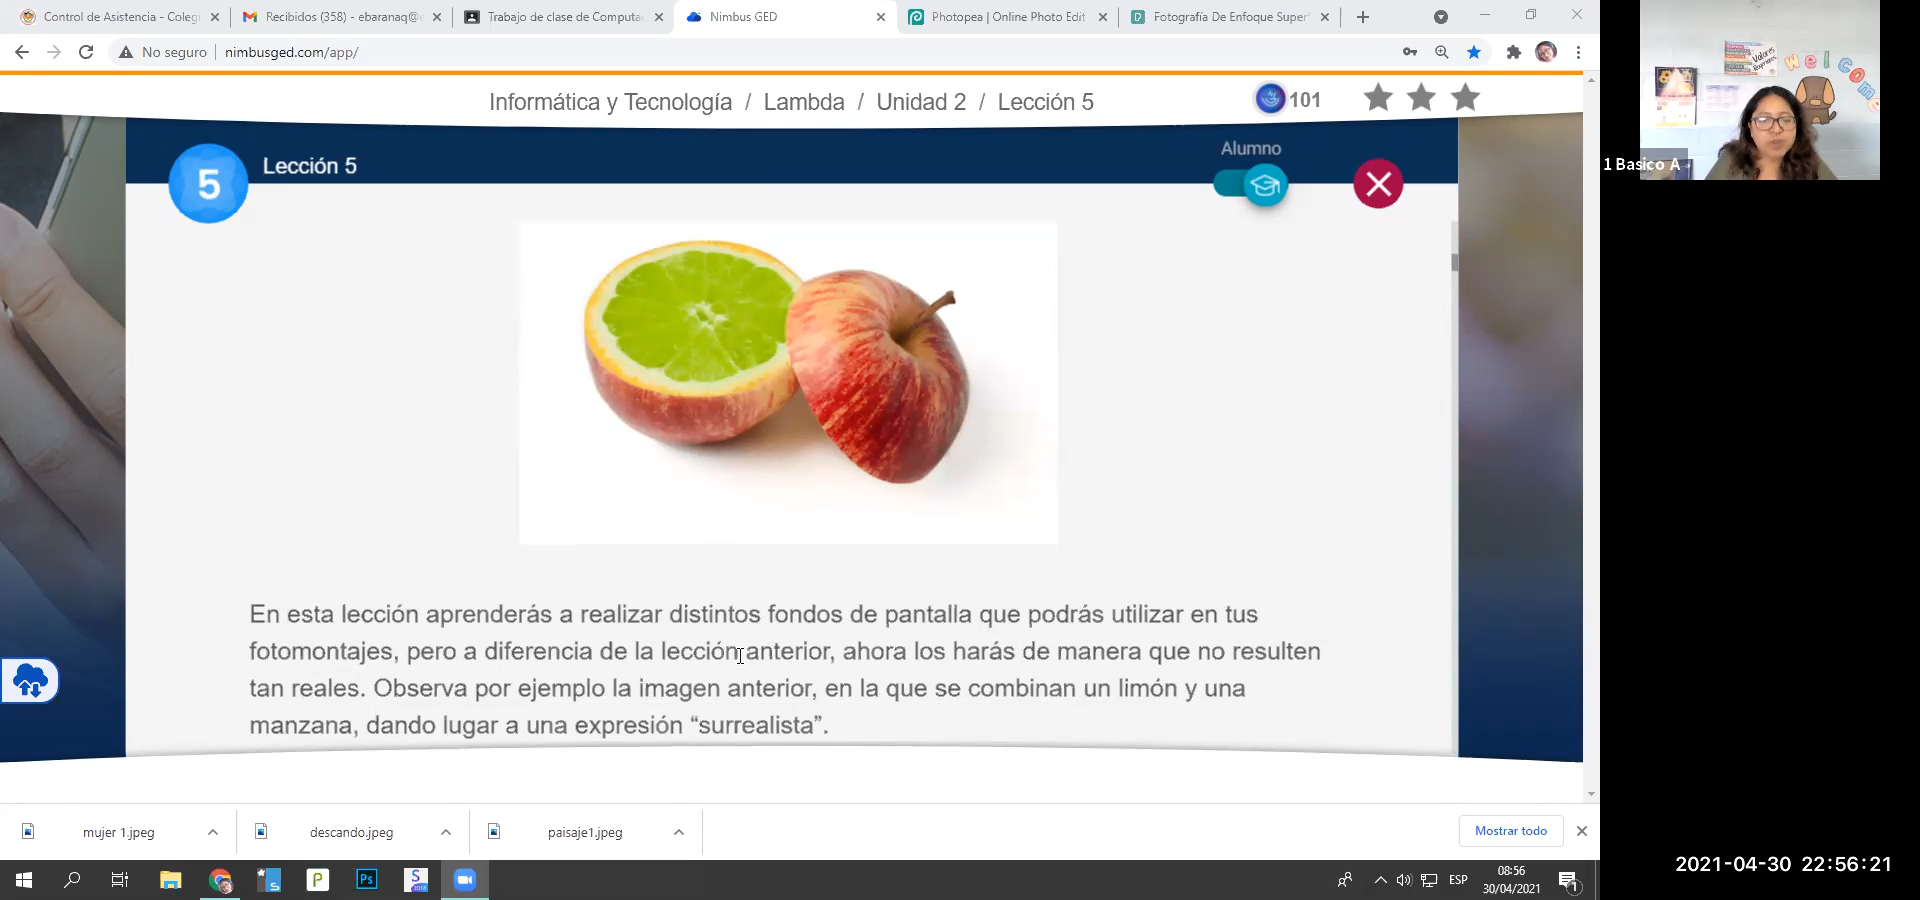 Control de Asistencia - Coleg
Recibidos (358) - ebaranaq@e
Trabajo de clase de Computa
Nimbus GED
Photopea | Online Photo Edit
Fotografía De Enfoque Super
No seguro
nimbusged.com/app/
Welcome
Valores
Informática y Tecnología / Lambda / Unidad 2 / Lección 5
101
5
Lección 5
Alumno
1 Basico A
En esta lección aprenderás a realizar distintos fondos de pantalla que podrás utilizar en tus
fotomontajes, pero a diferencia de la lección anterior, ahora los harás de manera que no resulten
tan reales. Observa por ejemplo la imagen anterior, en la que se combinan un limón y una
manzana, dando lugar a una expresión “surrealista”.
mujer 1.jpeg
descando.jpeg
paisaje1.jpeg
Mostrar todo
2021-04-30 22:56:21
ESP
08:56
30/04/2021
1